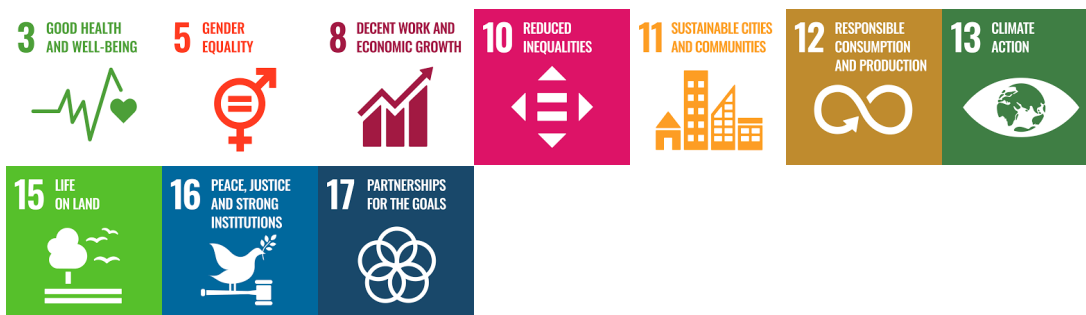 3 GOOD HEALTH
AND WELL-BEING
5 GENDER
EQUALITY
8 DECENT WORK AND
ECONOMIC GROWTH
10 REDUCED
INEQUALITIES
11 SUSTAINABLE CITIES
AND COMMUNITIES
12 RESPONSIBLE
CONSUMPTION
AND PRODUCTION
13 CLIMATE
ACTION
15 LIFE
ON LAND
16 PEACE, JUSTICE
AND STRONG
INSTITUTIONS
17 PARTNERSHIPS
FOR THE GOALS